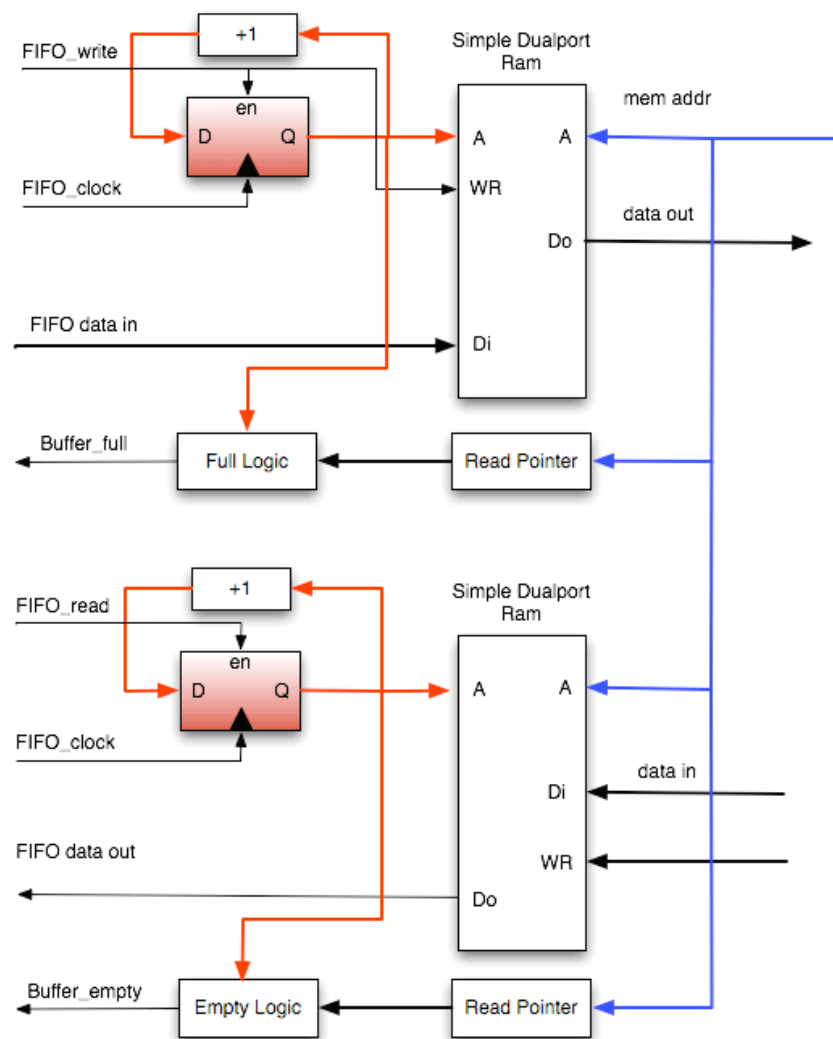 +1
Simple Dualport
Ram
FIFO_write
en
mem addr
D
Q
A
A
FIFO_clock
WR
data out
Do
FIFO data in
Di
Buffer_full
Full Logic
Read Pointer
+1
Simple Dualport
Ram
FIFO_read
en
D
Q
A
A
FIFO_clock
data in
Di
FIFO data out
WR
Do
Buffer_empty
Empty Logic
Read Pointer